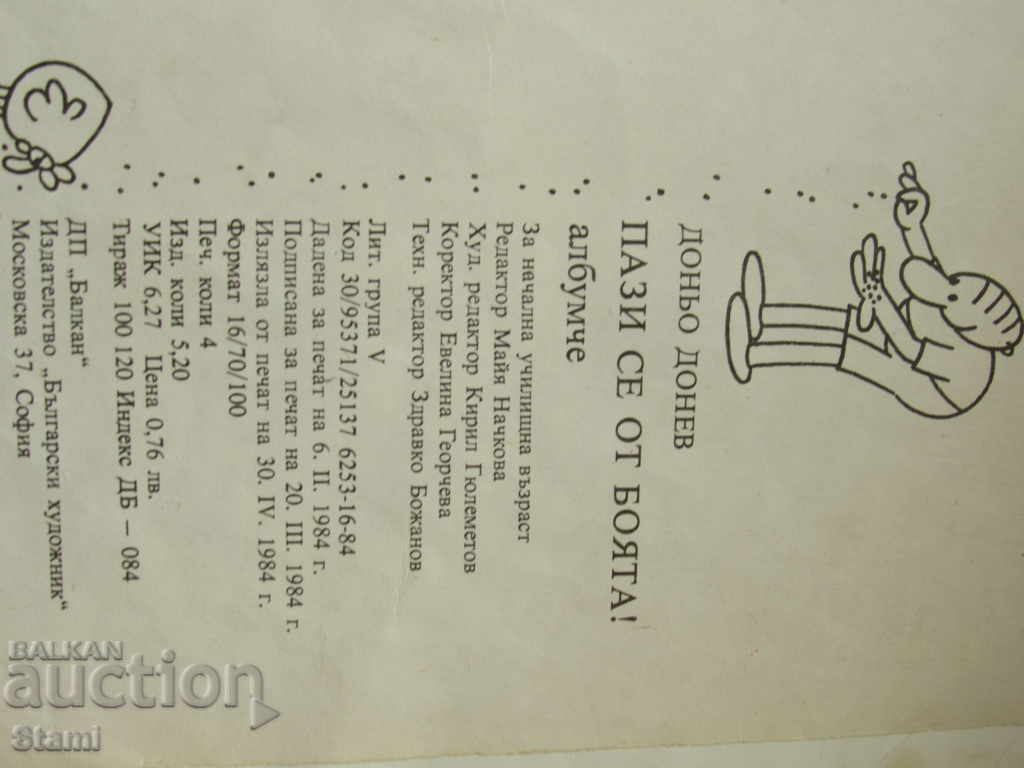 ДОНЬО ДОНЕВ
ПАЗИ СЕ ОТ БОЯТА!
албумче
За начална училищна възраст
Редактор Майя Начкова
Худ. редактор Кирил Гюлеметов
Коректор Евелина Георчева
Техн. редактор Здравко Божанов
Лит. група V
Код 30/95371/25137 6253-16-84
Дадена за печат на 6. II. 1984 г.
Подписана за печат на 20. III. 1984 г.
Излязла от печат на 30. IV. 1984 г.
Формат 16/70/100
Печ. коли 4
Изд. коли 5,20
УИК 6,27 Цена 0,76 лв.
Тираж 100 120 Индекс ДБ — 084
ДП „Балкан“
Издателство „Български художник“
Московска 37, София
BALKAN
auction
Stami